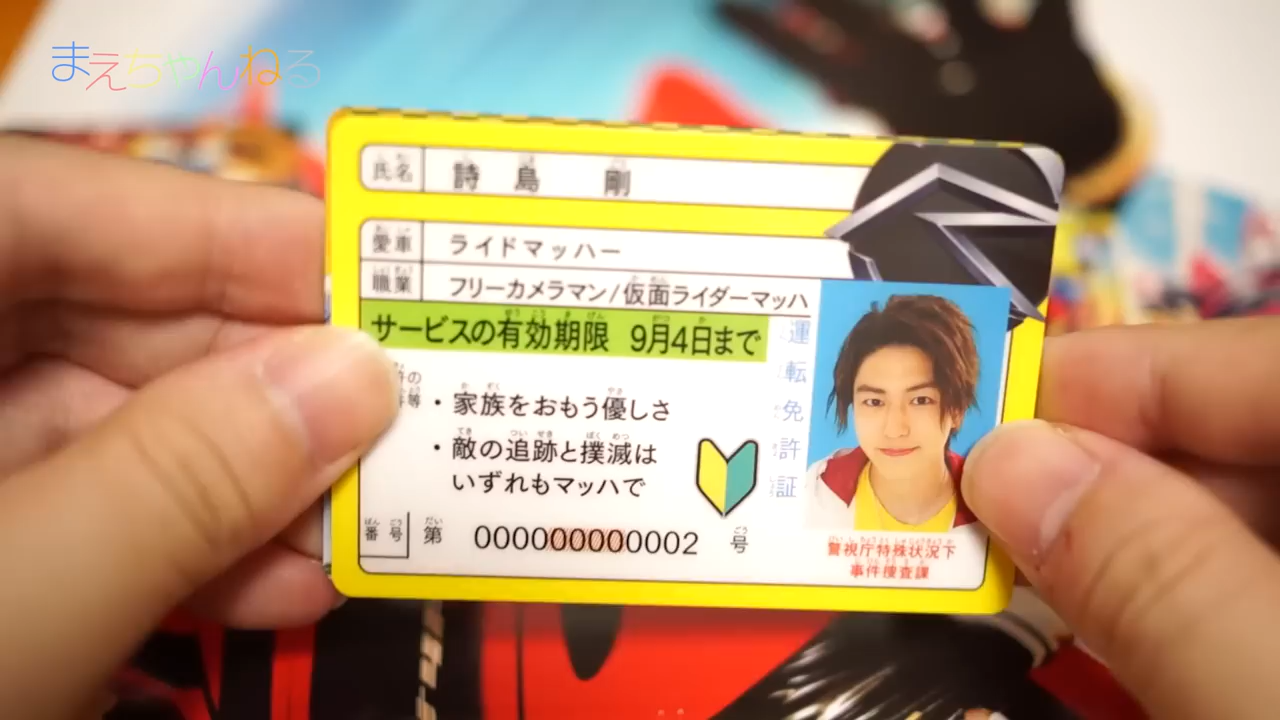 まえちゃんねる
氏名 詩島 剛
愛車 ライドマッハー
職業 フリーカメラマン/仮面ライダーマッハ
サービスの有効期限 9月4日まで
の
等
・家族をおもう優しさ
・敵の追跡と撲滅は
いずれもマッハで
番号 第 000000000002 号
運転免許証
警視庁特殊状況下
事件捜査課